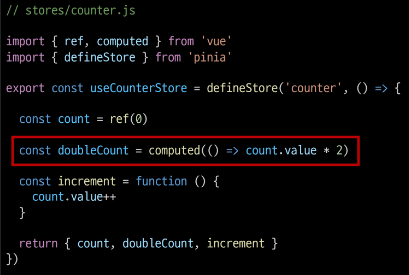 // stores/counter.js
import { ref, computed } from 'vue'
import { defineStore } from 'pinia'
export const useCounterStore = defineStore('counter', () => {
const count = ref(0)
const doubleCount = computed(() => count.value * 2)
const increment = function () {
count.value++
}
return { count, doubleCount, increment }
})